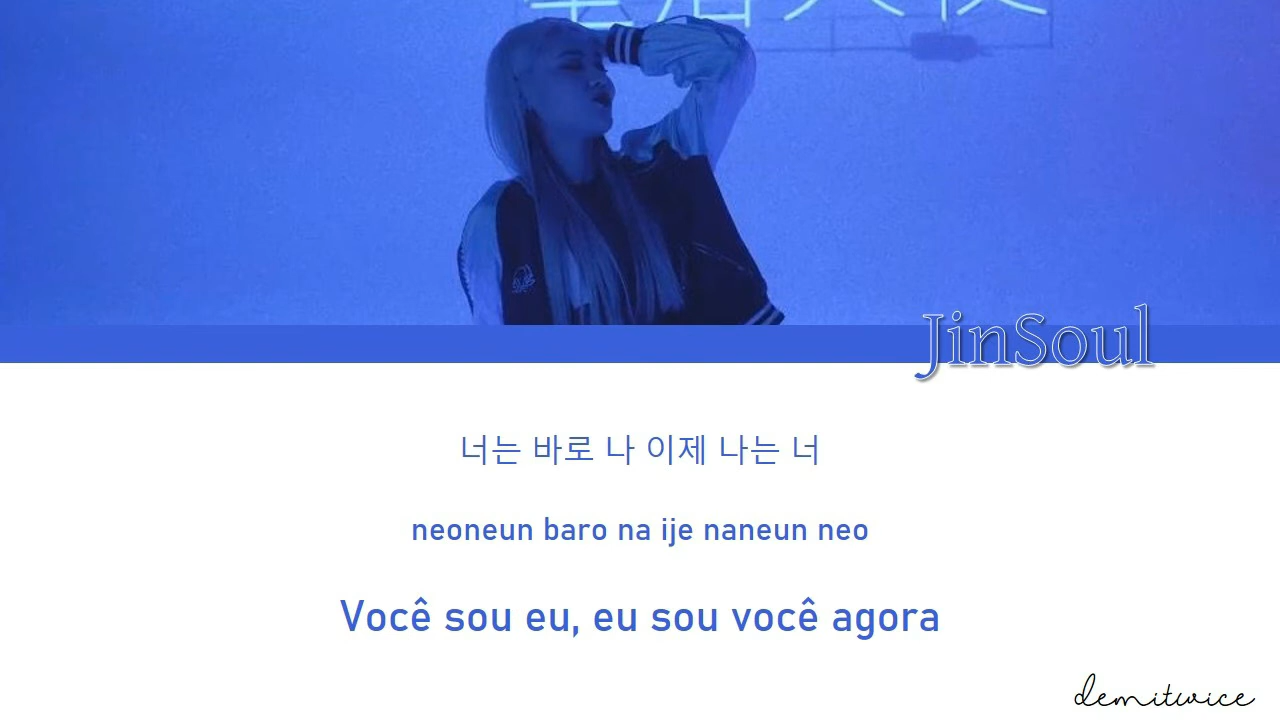 JinSoul
너는 바로 나 이제 나는 너
neoneun baro na ije naneun neo
Você sou eu, eu sou você agora
demitwice